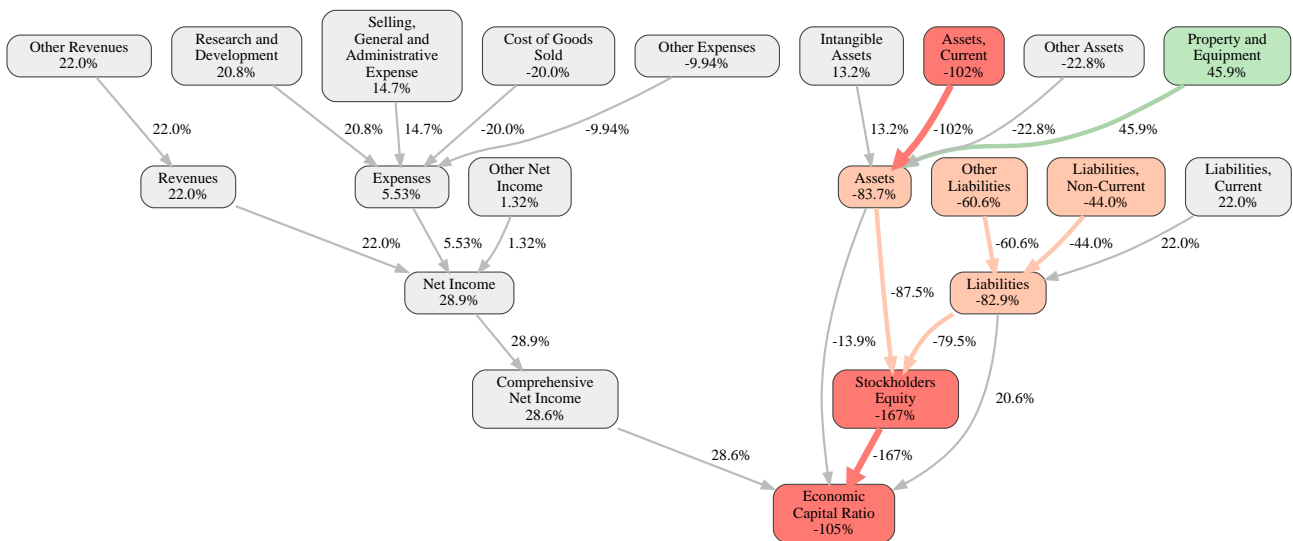 Other Revenues
22.0%
Research and
Development
20.8%
Selling,
General and
Administrative
Expense
14.7%
Cost of Goods
Sold
-20.0%
Other Expenses
-9.94%
Intangible
Assets
13.2%
Assets,
Current
-102%
Other Assets
-22.8%
Property and
Equipment
45.9%
22.0%
20.8%
14.7%
-20.0%
-9.94%
13.2%
-102%
-22.8%
45.9%
Revenues
22.0%
Expenses
5.53%
Other Net
Income
1.32%
Assets
-83.7%
Other
Liabilities
-60.6%
Liabilities,
Non-Current
-44.0%
Liabilities,
Current
22.0%
22.0%
5.53%
1.32%
-60.6%
-44.0%
22.0%
Net Income
28.9%
-87.5%
Liabilities
-82.9%
28.9%
-13.9%
-79.5%
Comprehensive
Net Income
28.6%
Stockholders
Equity
-167%
20.6%
28.6%
-167%
Economic
Capital Ratio
-105%